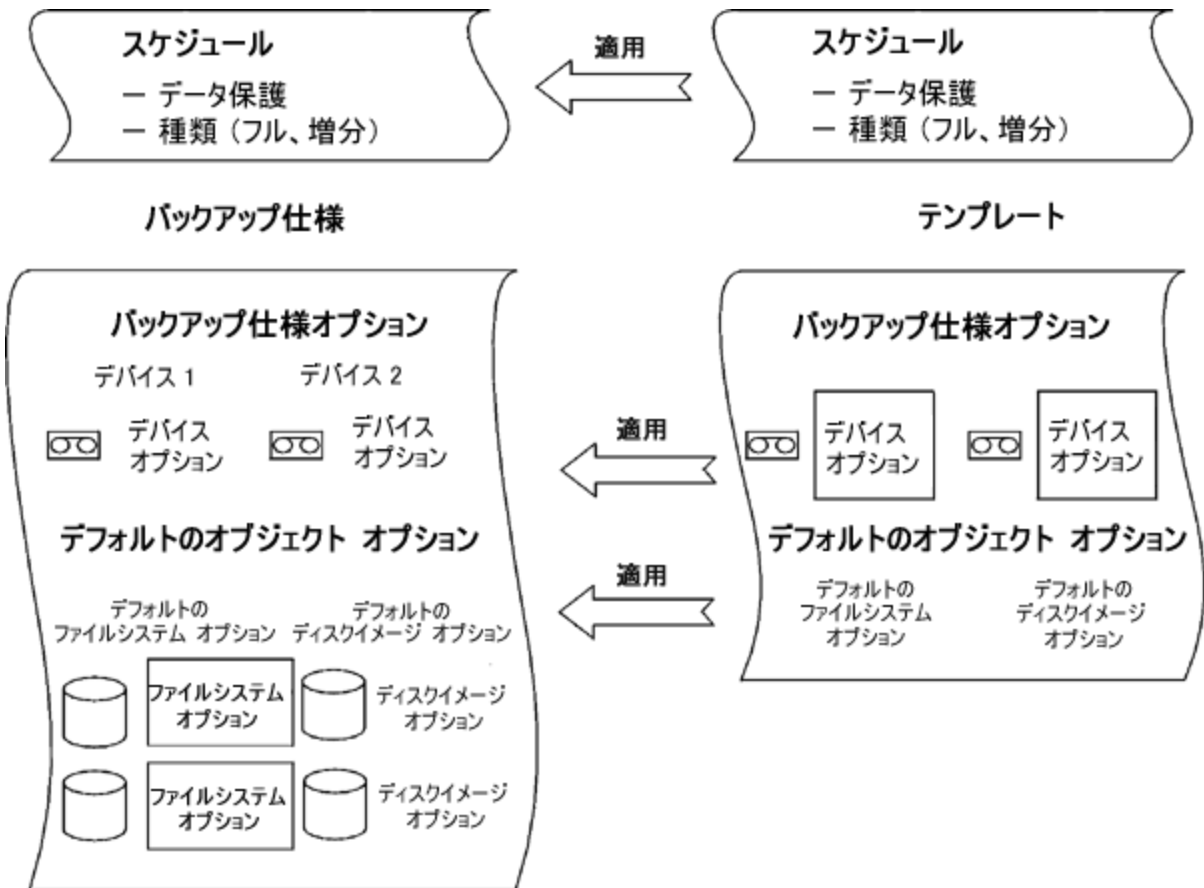 スケジュール
－ データ保護
－ 種類（フル、増分）
適用
スケジュール
－ データ保護
－ 種類（フル、増分）
バックアップ仕様
テンプレート
バックアップ仕様オプション
デバイス 1
デバイス 2
デバイス
オプション
デバイス
オプション
適用
バックアップ仕様オプション
デバイス
オプション
デバイス
オプション
デフォルトのオブジェクト オプション
適用
デフォルトのオブジェクト オプション
デフォルトの
ファイルシステム オプション
デフォルトの
ディスクイメージ オプション
デフォルトの
ファイルシステム
オプション
デフォルトの
ディスクイメージ
オプション
ファイルシステム
オプション
ディスクイメージ
オプション
ファイルシステム
オプション
ディスクイメージ
オプション